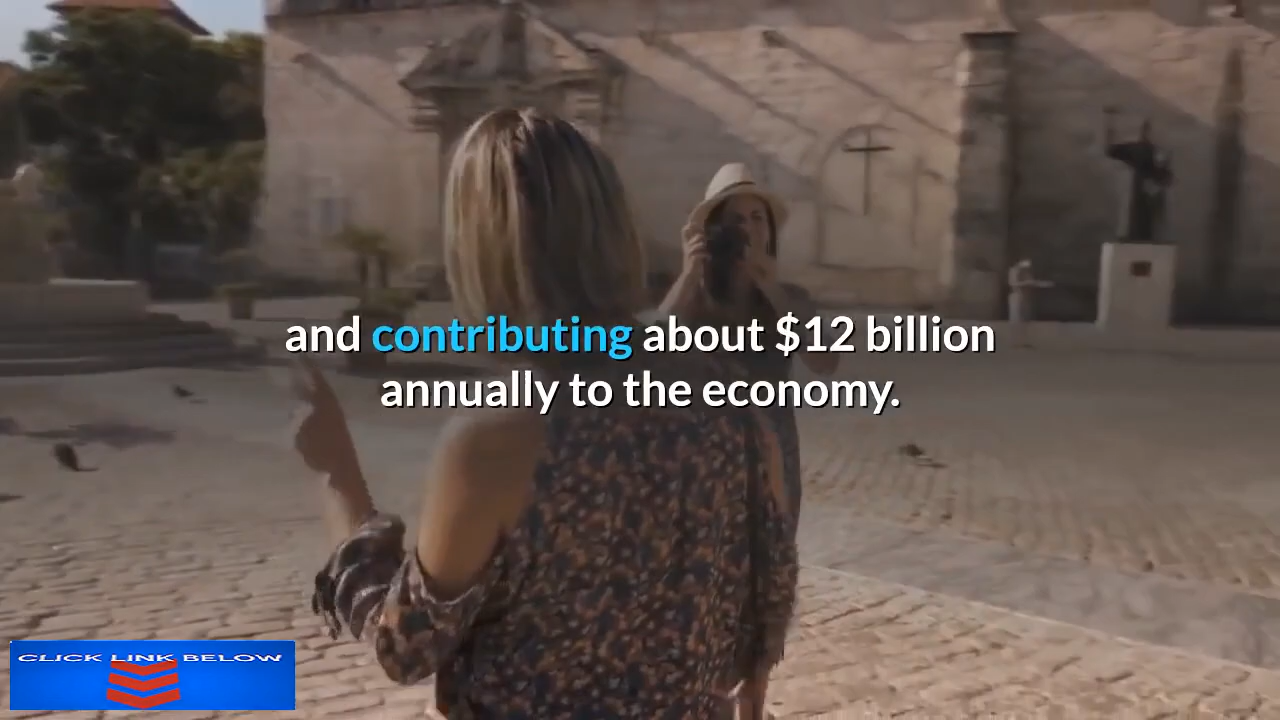 and contributing about $12 billion
annually to the economy.
CLICK LINK BELOW